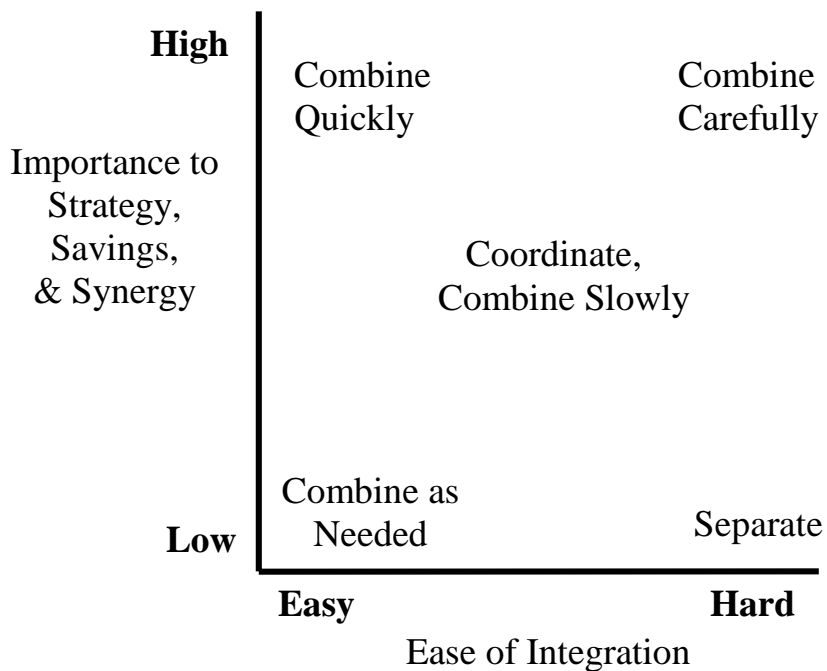 High
Combine
Quickly
Combine
Carefully
Importance to
Strategy,
Savings,
& Synergy
Coordinate,
Combine Slowly
Combine as
Needed
Separate
Low
Easy
Hard
Ease of Integration